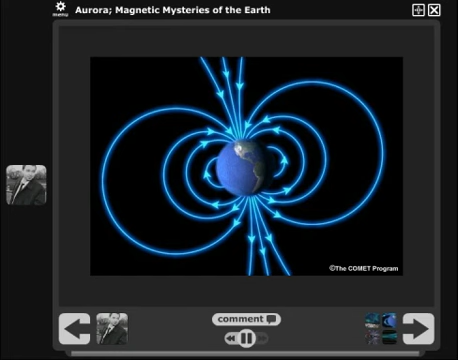 menu
Aurora; Magnetic Mysteries of the Earth
©The COMET Program
comment